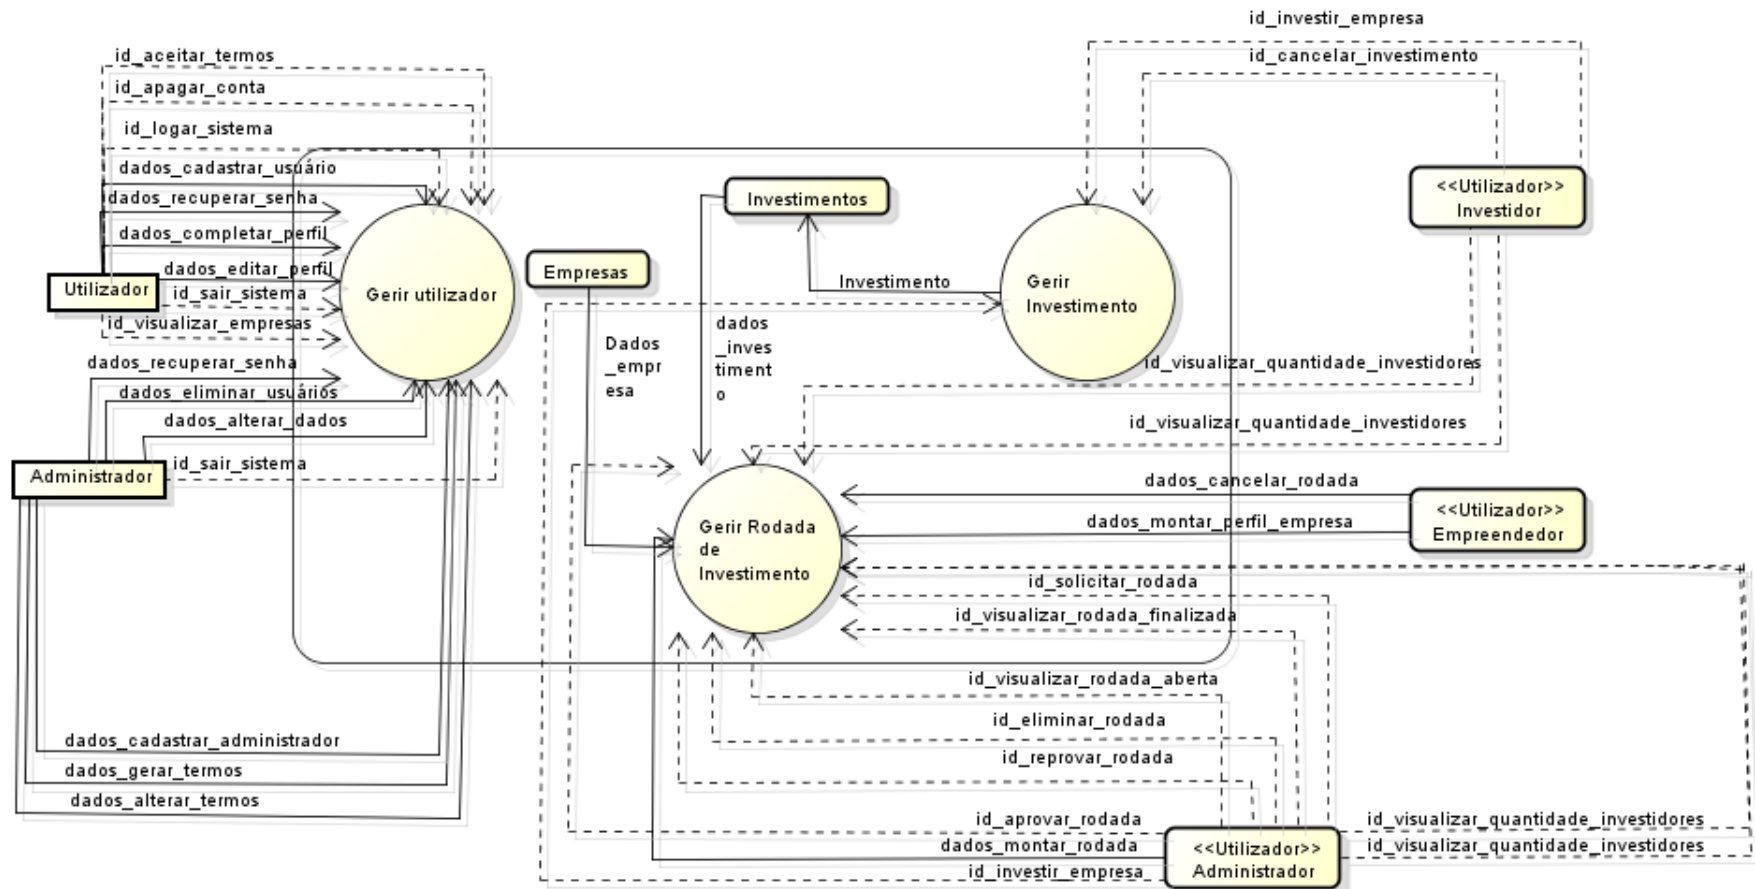 id_investir_empresa
id_aceitar_termos
id_cancelar_investimento
id_apagar_conta
id_logar_sistema
dados_cadastrar_usuário
dados_recuperar_senha
dados_completar_perfil
dados_editar_perfil
Utilizador
id_sair_sistema
id_visualizar_empresas
Gerir utilizador
Investimentos
Empresas
Investimento
Gerir
Investimento
<<Utilizador>>
Investidor
Dados
_empr
esa
dados
_inves
timent
o
id_visualizar_quantidade_investidores
dados_recuperar_senha
dados_eliminar_usuários
dados_alterar_dados
id_visualizar_quantidade_investidores
id_sair_sistema
Administrador
dados_cancelar_rodada
dados_montar_perfil_empresa
<<Utilizador>>
Empreendedor
Gerir Rodada
de
Investimento
id_solicitar_rodada
id_visualizar_rodada_finalizada
id_visualizar_rodada_aberta
id_eliminar_rodada
id_reprovar_rodada
dados_cadastrar_administrador
dados_gerar_termos
dados_alterar_termos
id_aprovar_rodada
dados_montar_rodada
id_investir_empresa
<<Utilizador>>
Administrador
id_visualizar_quantidade_investidores
id_visualizar_quantidade_investidores